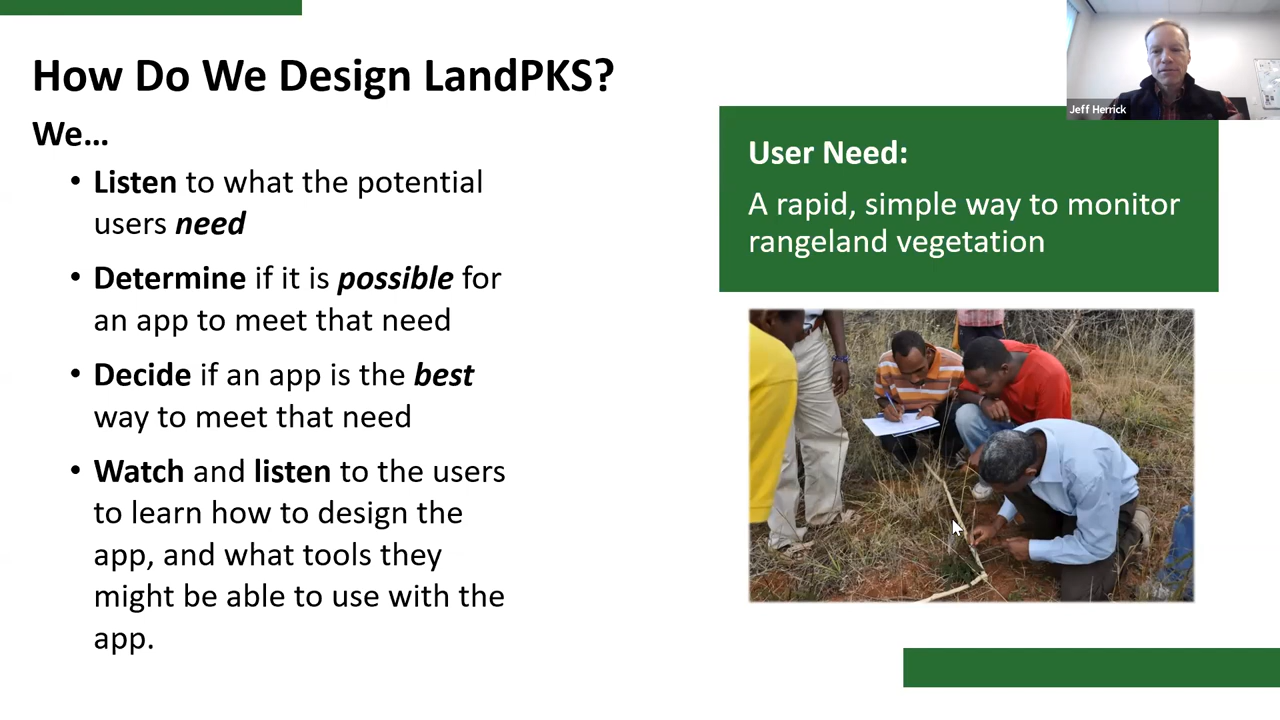 How Do We Design LandPKS?
We...
• Listen to what the potential
users need
• Determine if it is possible for
an app to meet that need
• Decide if an app is the best
way to meet that need
• Watch and listen to the users
to learn how to design the
app, and what tools they
might be able to use with the
app.
Jeff Herrick
User Need:
A rapid, simple way to monitor
rangeland vegetation